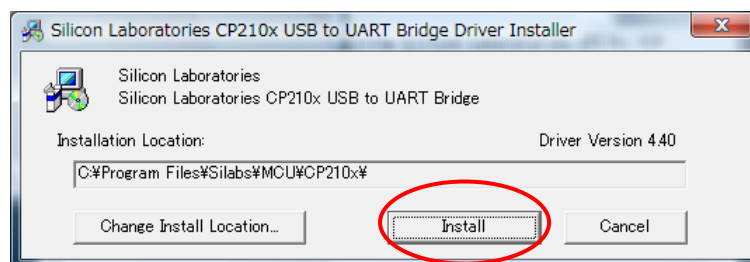 Silicon Laboratories CP210x USB to UART Bridge Driver Installer
Silicon Laboratories
Silicon Laboratories CP210x USB to UART Bridge
Installation Location: Driver Version 4.40
C:¥Program Files¥Silabs¥MCU¥CP210x¥
Change Install Location... Install Cancel